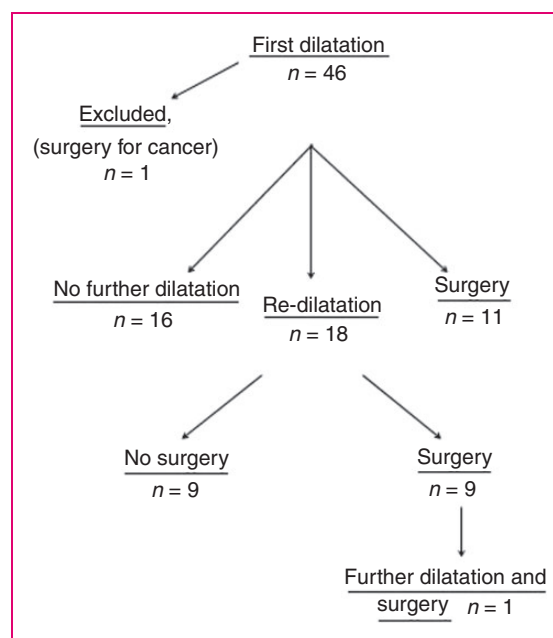 First dilatation
n = 46
Excluded,
(surgery for cancer)
n = 1
No further dilatation
n = 16
Re-dilatation
n = 18
Surgery
n = 11
No surgery
n = 9
Surgery
n = 9
Further dilatation and
surgery n = 1